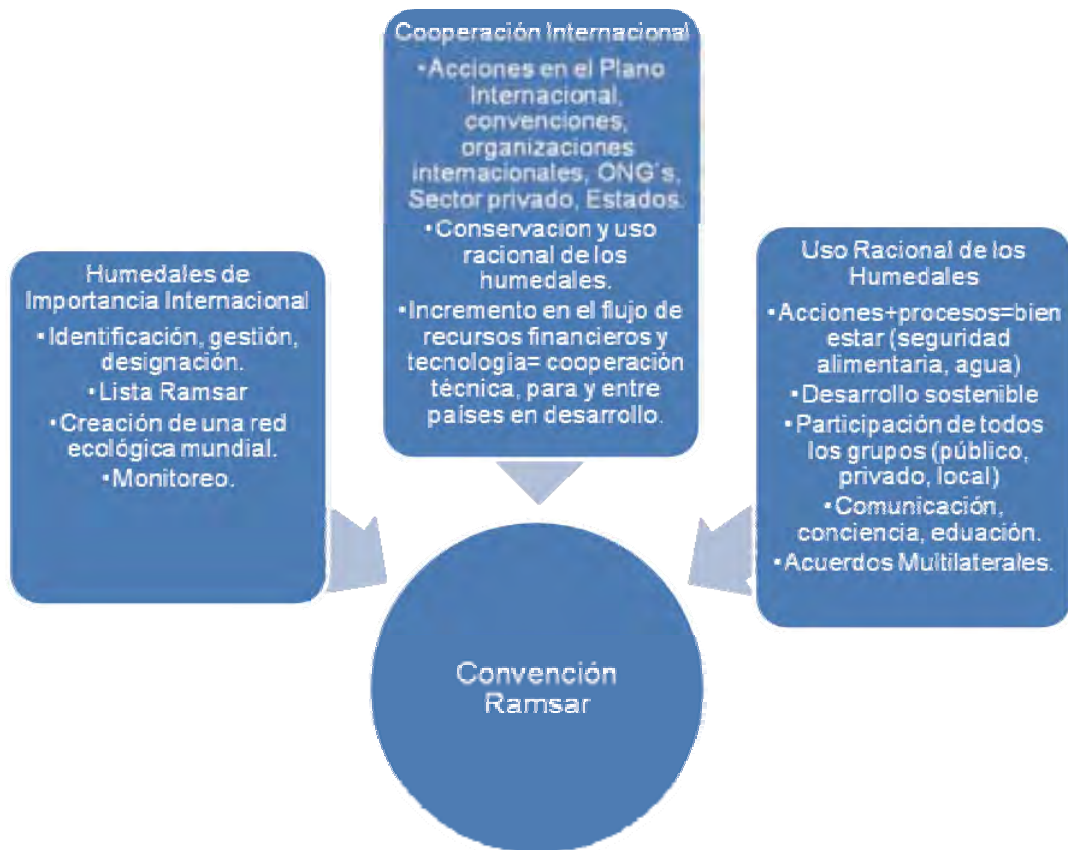 Cooperación Internacional
•Acciones en el Plano
Internacional,
convenciones,
organizaciones
internacionales, ONG´s,
Sector privado, Estados.
•Conservacion y uso
racional de los
humedales.
•Incremento en el flujo de
recursos financieros y
tecnología= cooperación
técnica, para y entre
países en desarrollo.
Humedales de
Importancia Internacional
•Identificación, gestión,
designación.
•Lista Ramsar
•Creación de una red
ecológica mundial.
•Monitoreo.
Uso Racional de los
Humedales
•Acciones+procesos=bien
estar (seguridad
alimentaria, agua)
•Desarrollo sostenible
•Participación de todos
los grupos (público,
privado, local)
•Comunicación,
conciencia, eduación.
•Acuerdos Multilaterales.
Convención
Ramsar